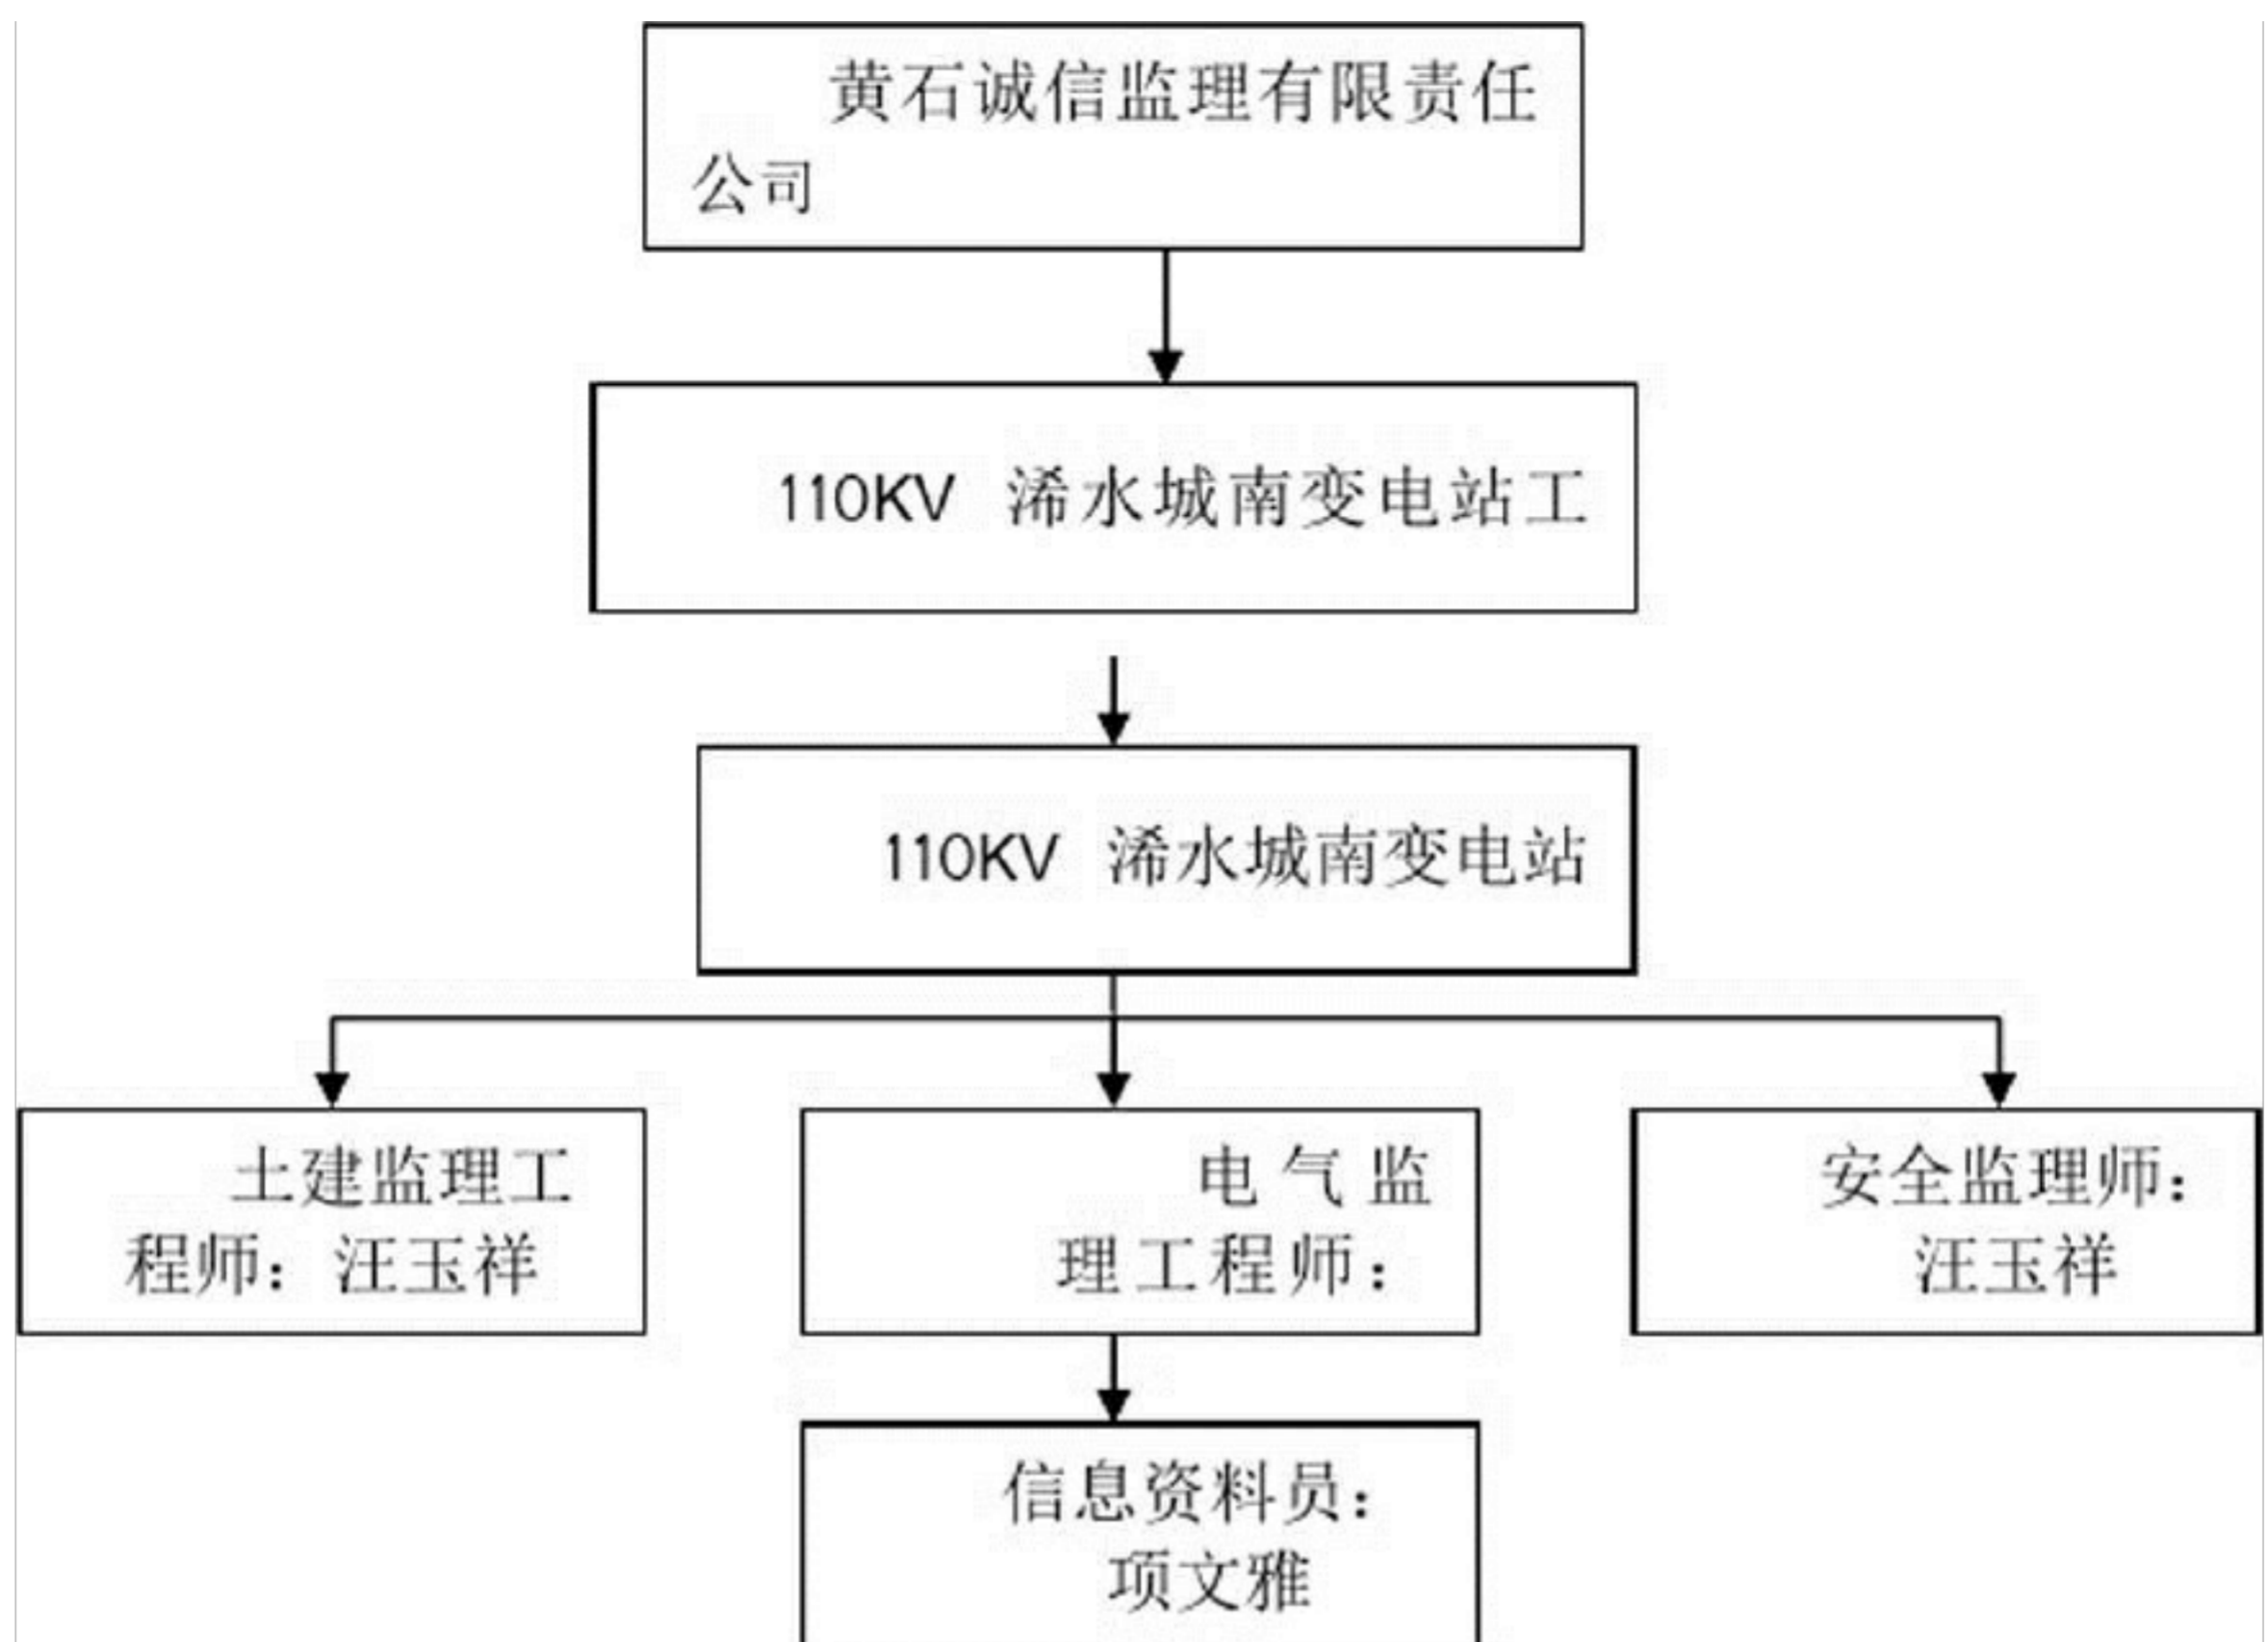 黄石诚信监理有限责任
公司
110KV 浠水城南变电站工
110KV 浠水城南变电站
土建监理工
程师：汪玉祥
电气监
理工程师：
安全监理师：
汪玉祥
信息资料员：
项文雅